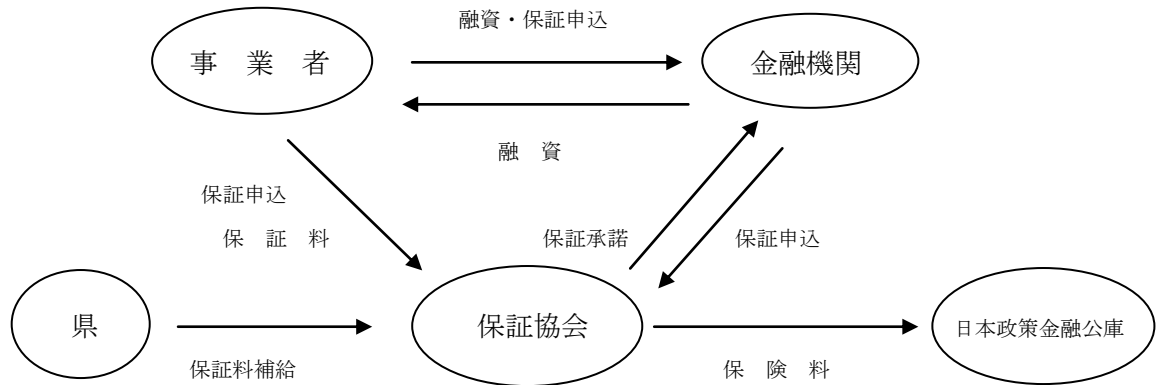 融資・保証申込
事　業　者
金融機関
融　資
保証申込
保　証　料
保証承諾
保証申込
県
保証協会
日本政策金融公庫
保証料補給
保　険　料